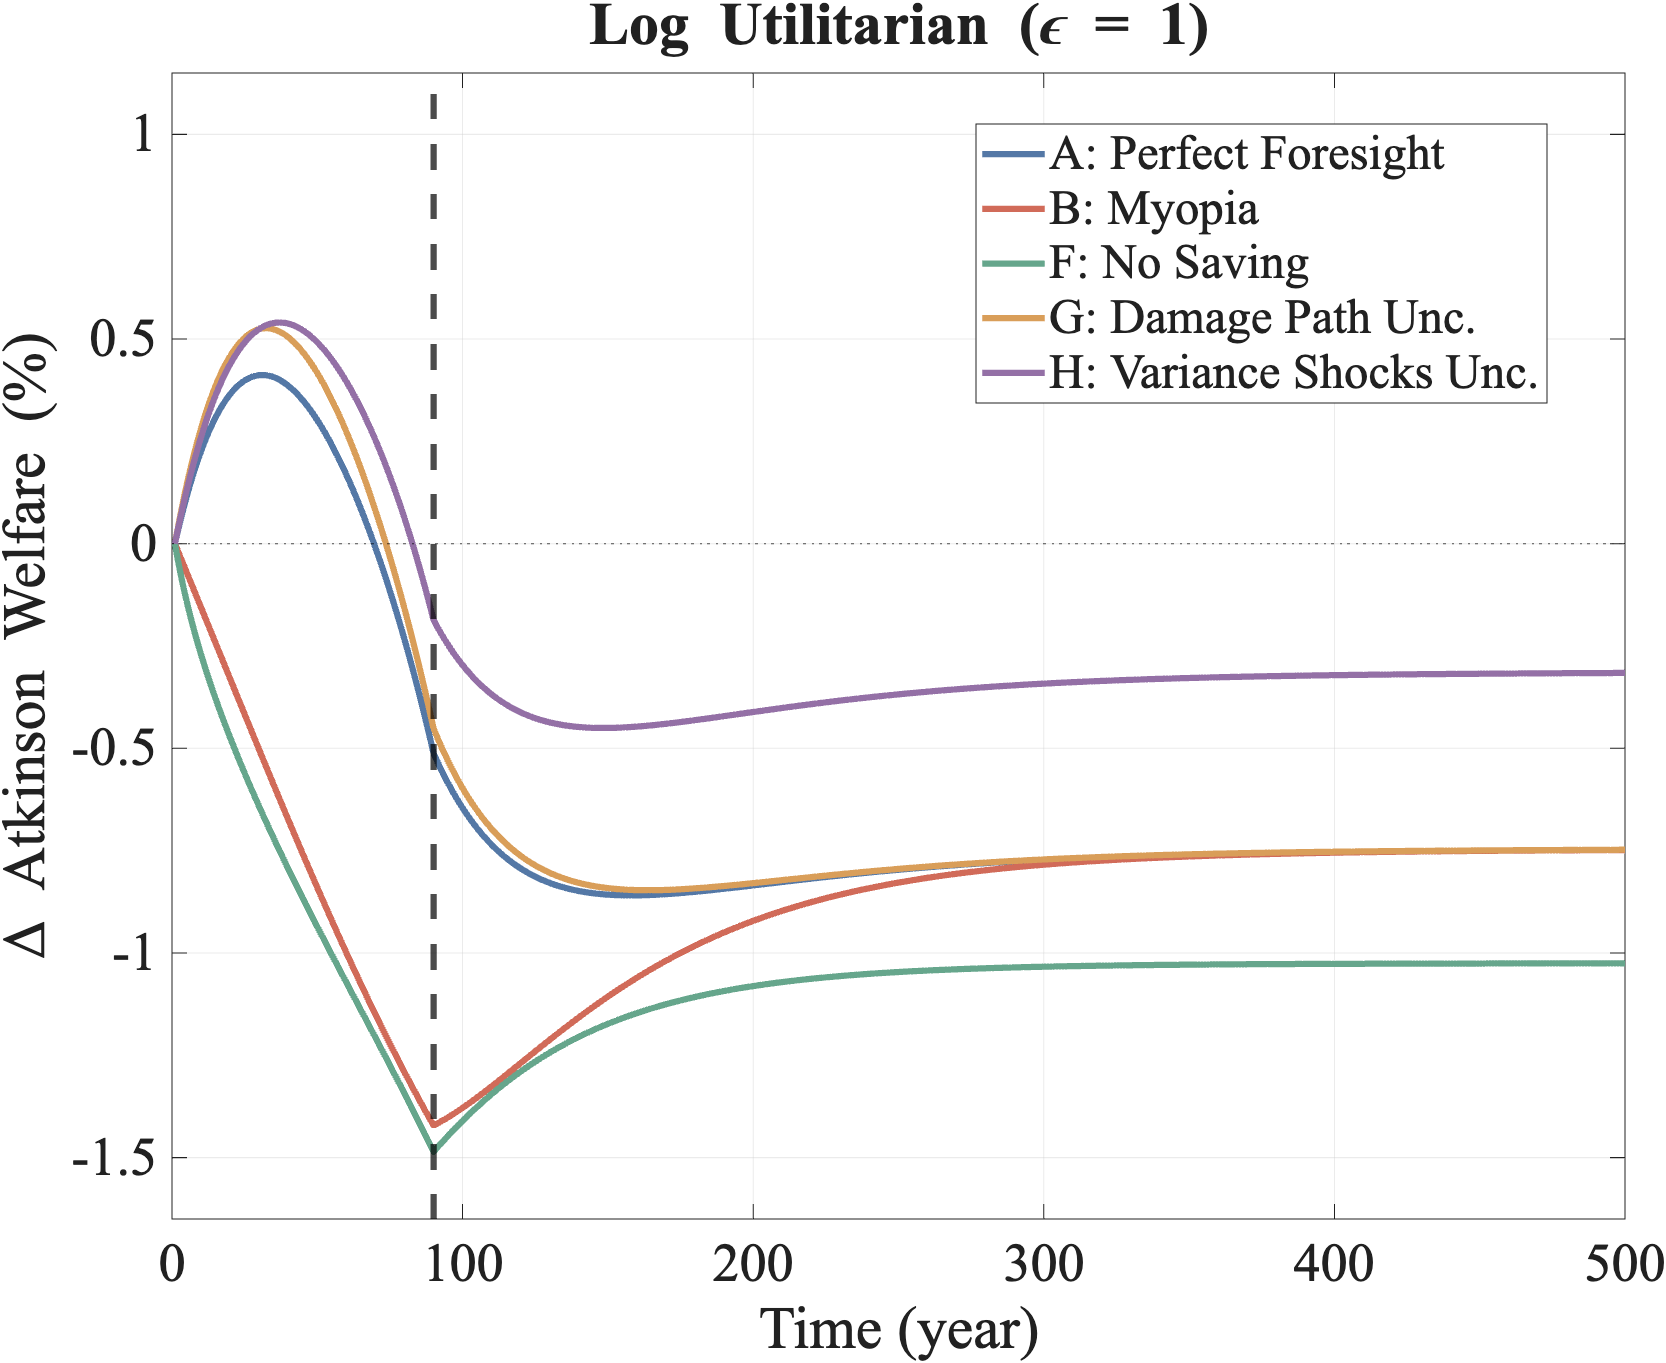 Log Utilitarian (ϵ = 1)
Δ Atkinson Welfare (%)
1
0.5
0
-0.5
-1
-1.5
A: Perfect Foresight
B: Myopia
F: No Saving
G: Damage Path Unc.
H: Variance Shocks Unc.
0 100 200 300 400 500
Time (year)